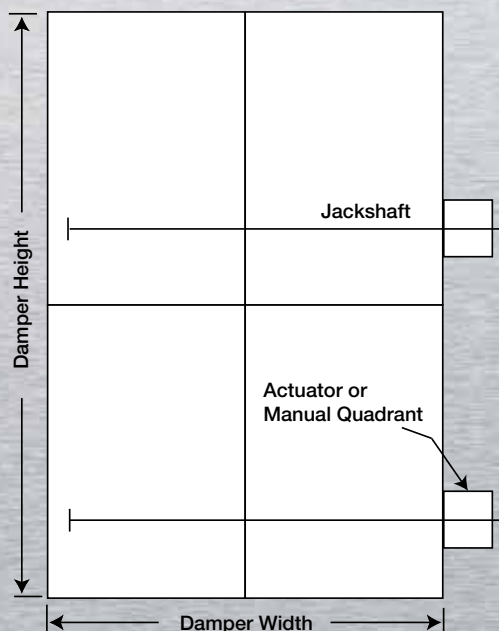 Damper Height
Jackshaft
Actuator or
Manual Quadrant
Damper Width